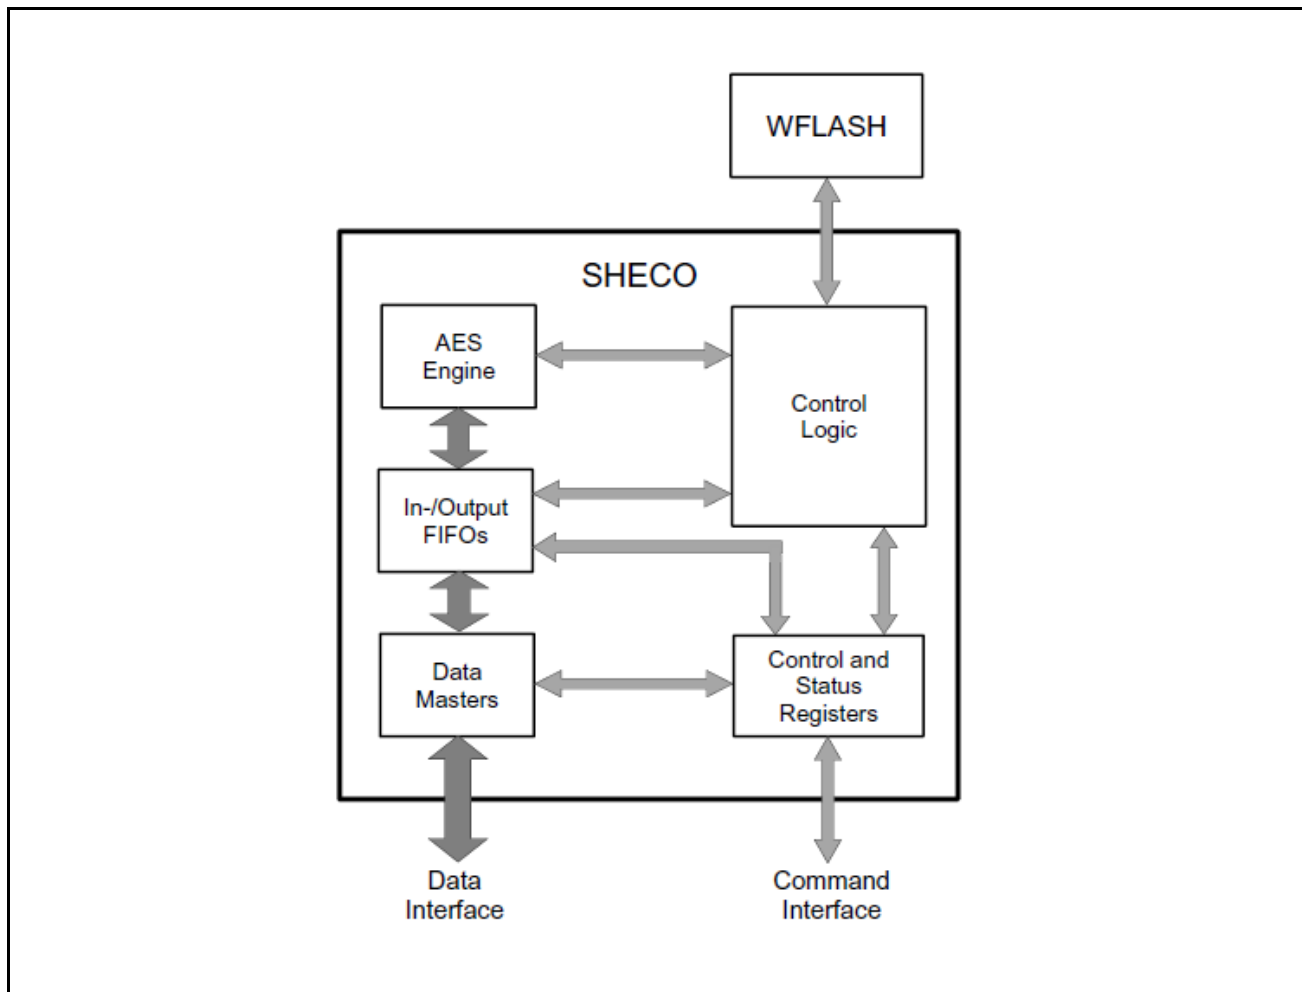 WFLASH
SHECO
AES
Engine
Control
Logic
In-/Output
FIFOs
Data
Masters
Control and
Status
Registers
Data
Interface
Command
Interface